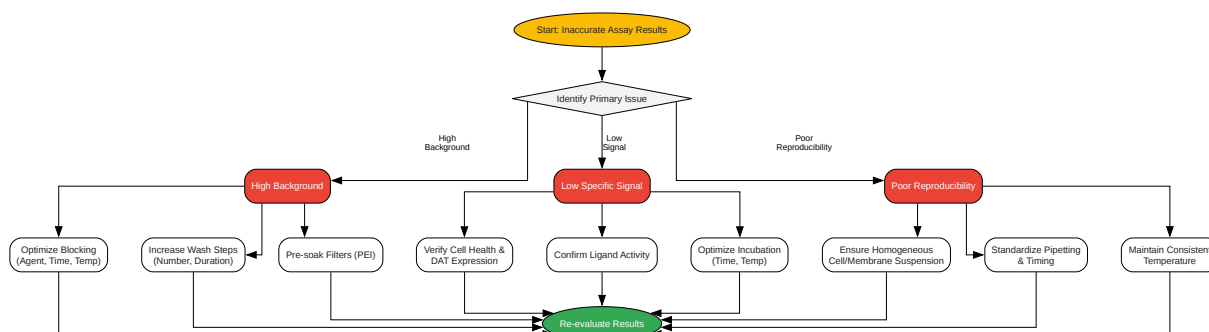 Start: Inaccurate Assay Results
Identify Primary Issue
High
Background
Low
Signal
Poor
Reproducibility
High Background
Low Specific Signal
Poor Reproducibility
Optimize Blocking
(Agent, Time, Temp)
Increase Wash Steps
(Number, Duration)
Pre-soak Filters (PEI)
Verify Cell Health &
DAT Expression
Confirm Ligand Activity
Optimize Incubation
(Time, Temp)
Ensure Homogeneous
Cell/Membrane Suspension
Standardize Pipetting
& Timing
Maintain Consistent
Temperature
Re-evaluate Results